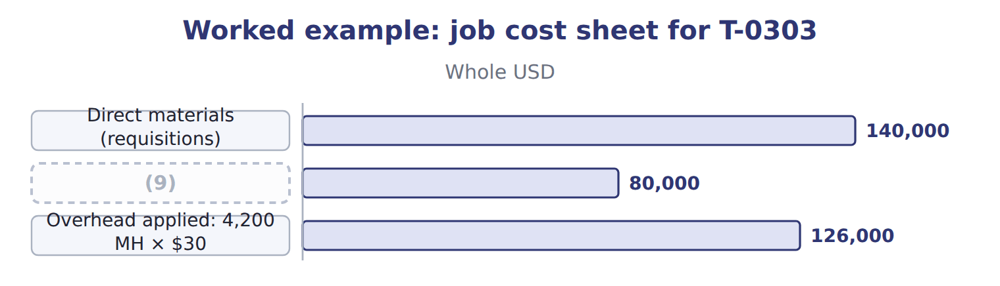 Worked example: job cost sheet for T-0303
Whole USD
Direct materials
(requisitions)
140,000
(9)
80,000
Overhead applied: 4,200
MH × $30
126,000